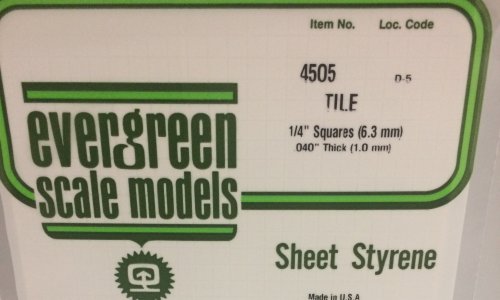 Item No. Loc. Code
4505 D-5
TILE
1/4" Squares (6.3 mm)
.040" Thick (1.0 mm)
evergreen
scale models
Sheet Styrene
Made in U.S.A